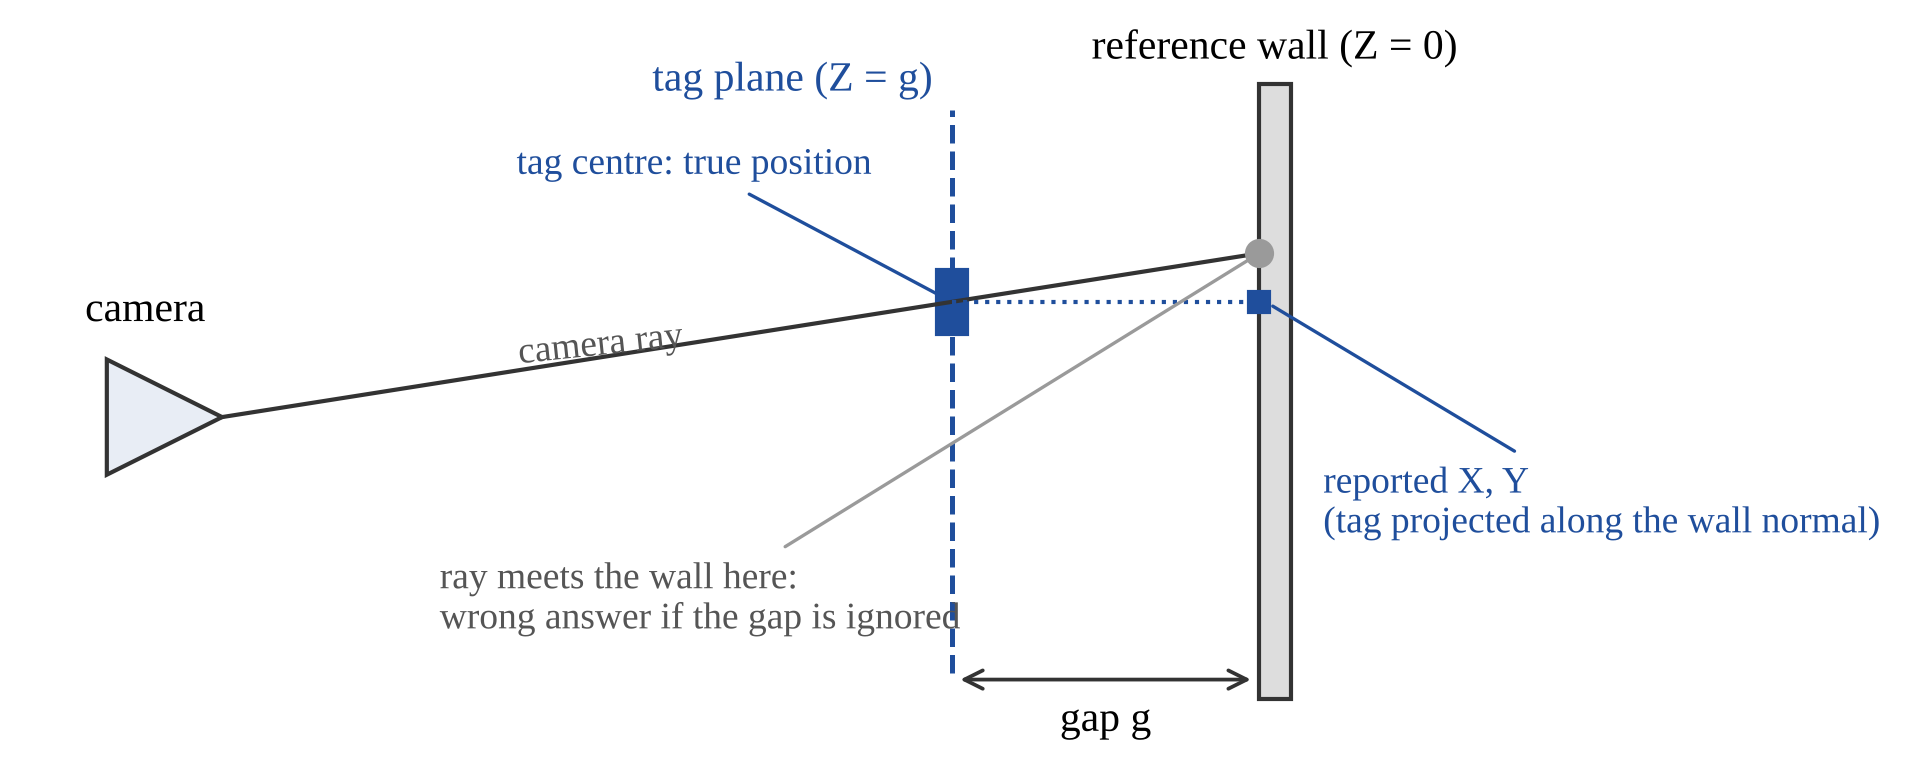 reference wall (Z = 0)
tag plane (Z = g)
tag centre: true position
camera
camera ray
reported X, Y
(tag projected along the wall normal)
ray meets the wall here:
wrong answer if the gap is ignored
gap g